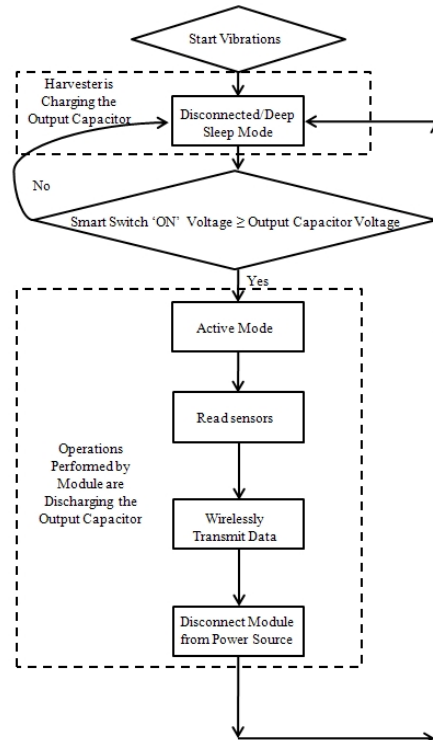 Start Vibrations
Harvester is
Charging the
Output Capacitor
Disconnected/Deep
Sleep Mode
No
Smart Switch ‘ON’ Voltage ≥ Output Capacitor Voltage
Yes
Active Mode
Read sensors
Operations
Performed by
Module are
Discharging the
Output Capacitor
Wirelessly
Transmit Data
Disconnect Module
from Power Source